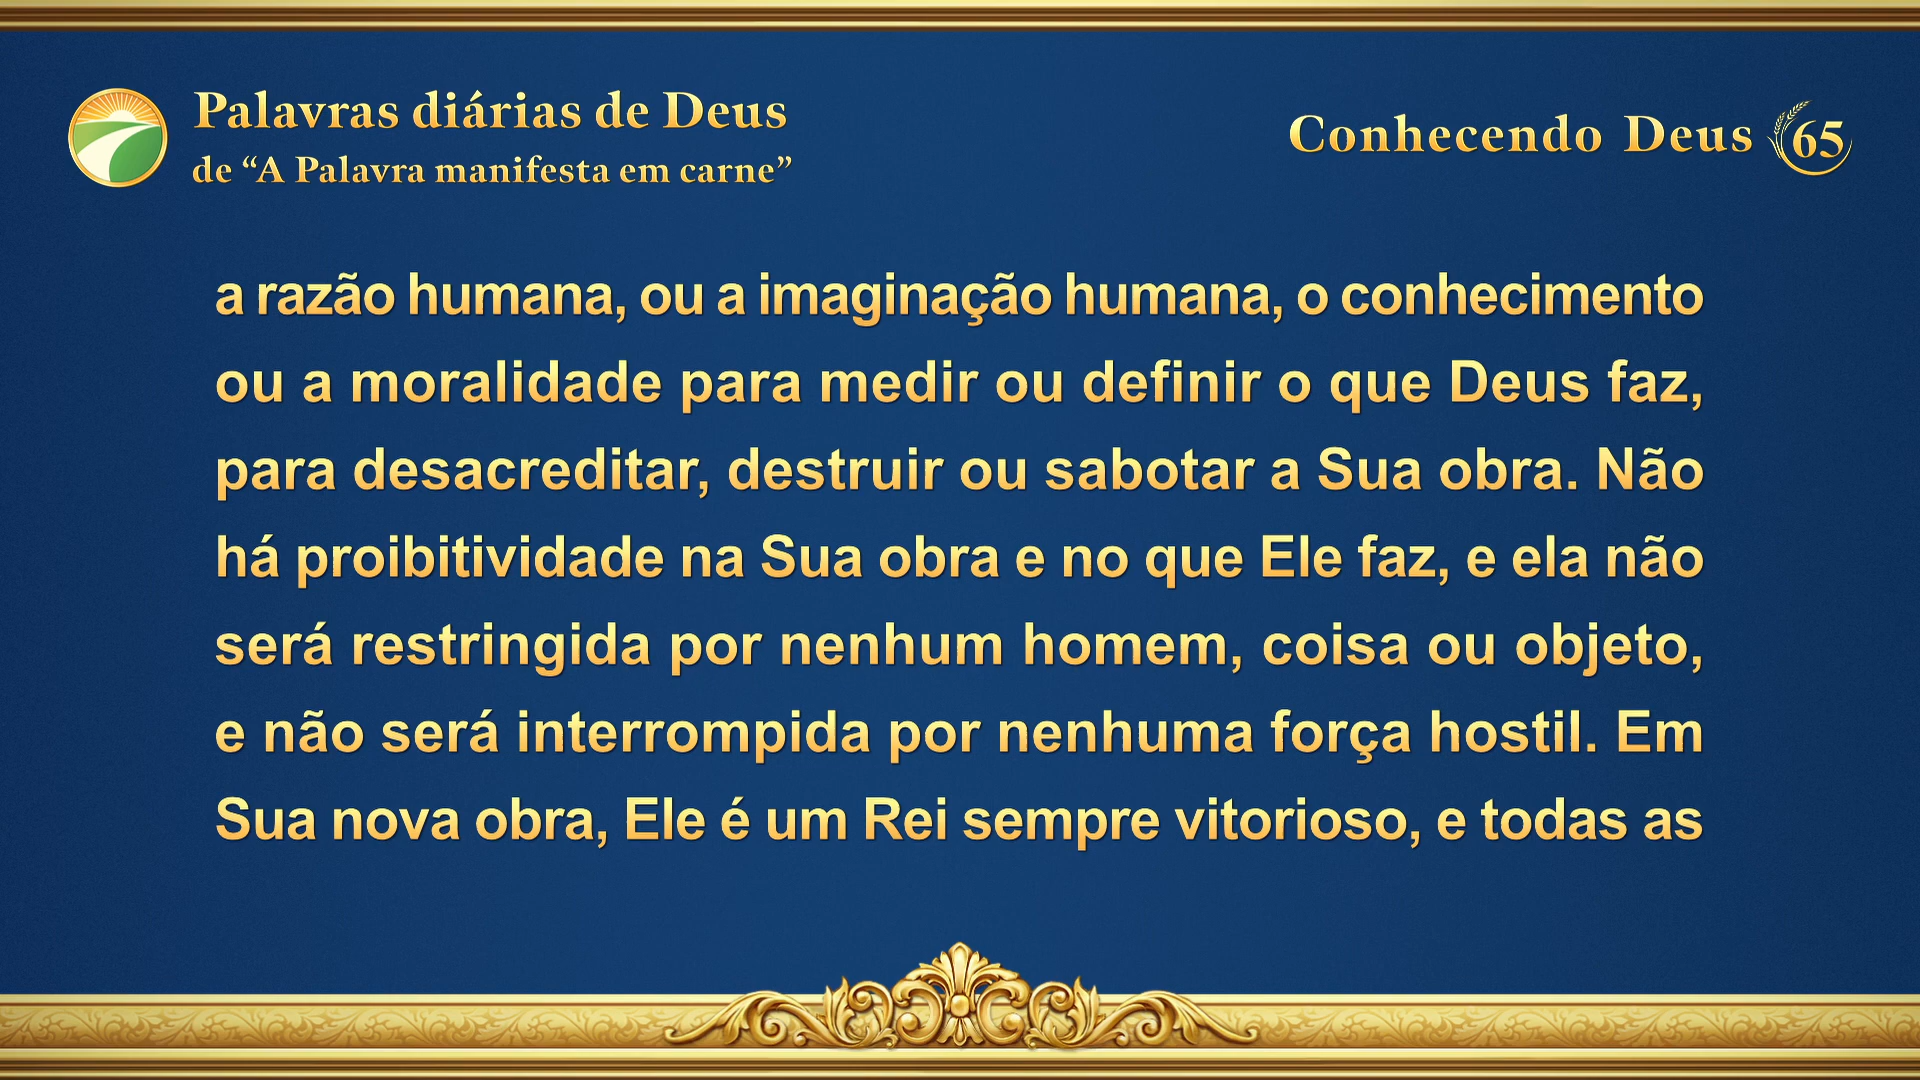 Palavras diárias de Deus
de “A Palavra manifesta em carne”
Conhecendo Deus 65
a razão humana, ou a imaginação humana, o conhecimento
ou a moralidade para medir ou definir o que Deus faz,
para desacreditar, destruir ou sabotar a Sua obra. Não
há proibitividade na Sua obra e no que Ele faz, e ela não
será restringida por nenhum homem, coisa ou objeto,
e não será interrompida por nenhuma força hostil. Em
Sua nova obra, Ele é um Rei sempre vitorioso, e todas as